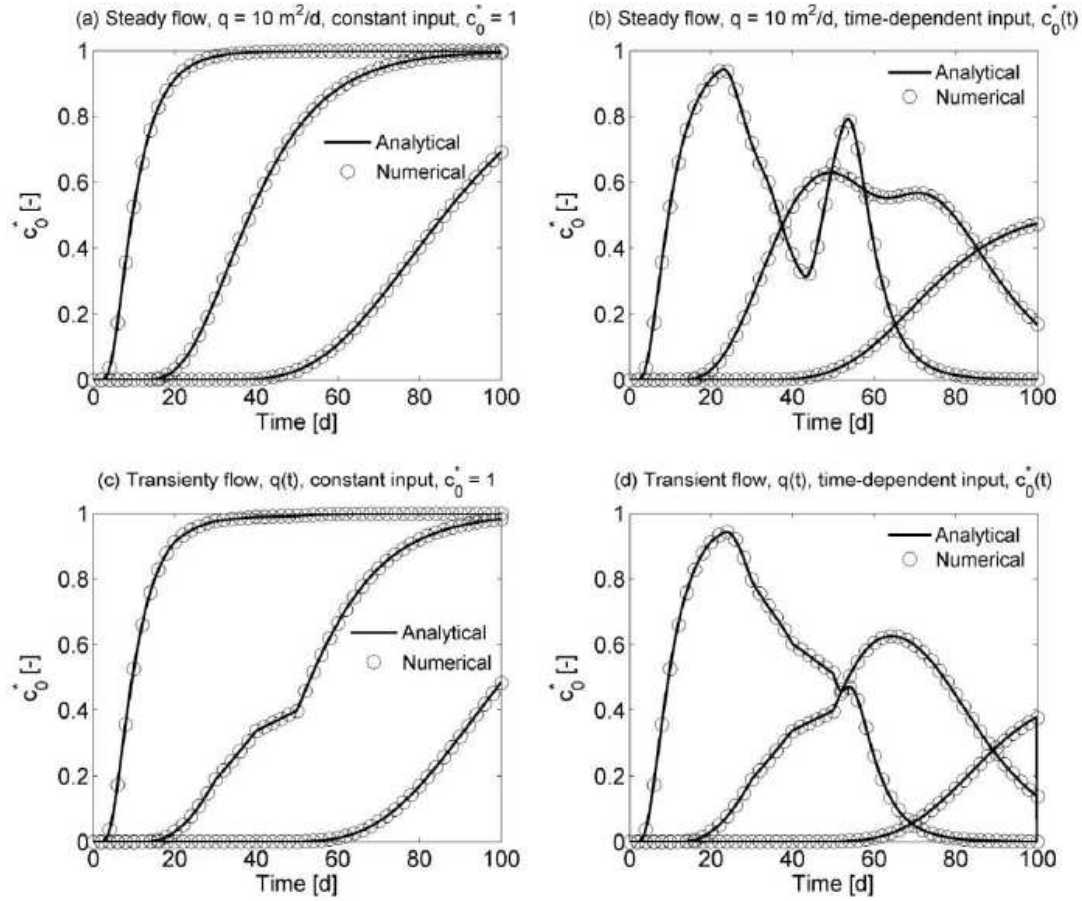 (a) Steady flow, q = 10 m²/d, constant input, c₀* = 1
1
0.8
0.6
0.4
0.2
0
c₀* [-]
Analytical
Numerical
0 20 40 60 80 100
Time [d]
(b) Steady flow, q = 10 m²/d, time-dependent input, c₀*(t)
1
0.8
0.6
0.4
0.2
0
c₀* [-]
Analytical
Numerical
0 20 40 60 80 100
Time [d]
(c) Transienty flow, q(t), constant input, c₀* = 1
1
0.8
0.6
0.4
0.2
0
c₀* [-]
Analytical
Numerical
0 20 40 60 80 100
Time [d]
(d) Transient flow, q(t), time-dependent input, c₀*(t)
1
0.8
0.6
0.4
0.2
0
c₀* [-]
Analytical
Numerical
0 20 40 60 80 100
Time [d]